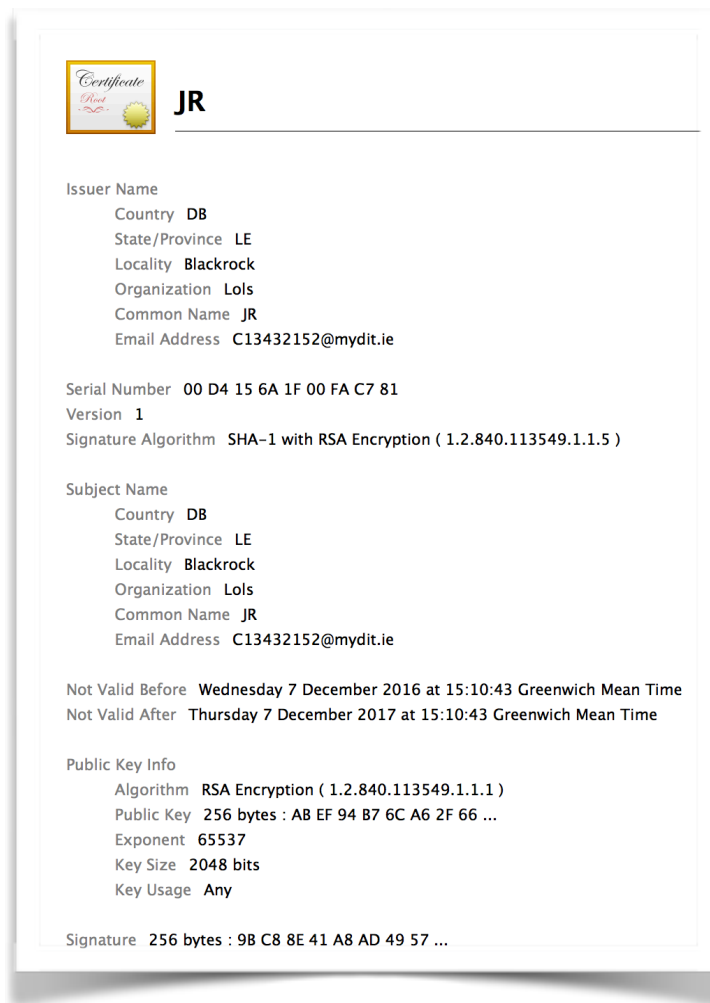 Certificate
Root
JR
Issuer Name
Country DB
State/Province LE
Locality Blackrock
Organization Lols
Common Name JR
Email Address C13432152@mydit.ie
Serial Number 00 D4 15 6A 1F 00 FA C7 81
Version 1
Signature Algorithm SHA-1 with RSA Encryption ( 1.2.840.113549.1.1.5 )
Subject Name
Country DB
State/Province LE
Locality Blackrock
Organization Lols
Common Name JR
Email Address C13432152@mydit.ie
Not Valid Before Wednesday 7 December 2016 at 15:10:43 Greenwich Mean Time
Not Valid After Thursday 7 December 2017 at 15:10:43 Greenwich Mean Time
Public Key Info
Algorithm RSA Encryption ( 1.2.840.113549.1.1.1 )
Public Key 256 bytes : AB EF 94 B7 6C A6 2F 66 ...
Exponent 65537
Key Size 2048 bits
Key Usage Any
Signature 256 bytes : 9B C8 8E 41 A8 AD 49 57 ...